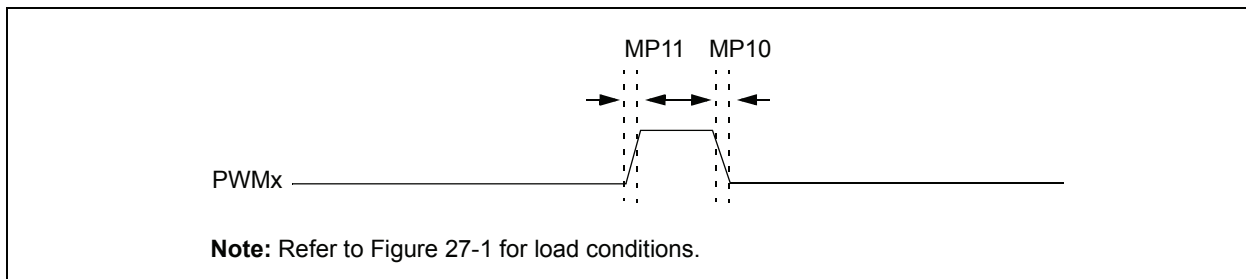 MP11 MP10
PWMx
Note: Refer to Figure 27-1 for load conditions.